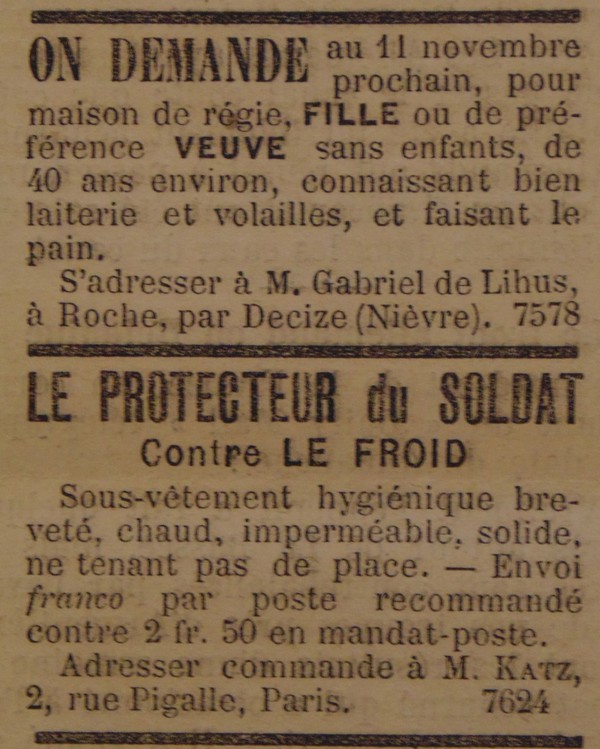 ON DEMANDE au 11 novembre
prochain, pour
maison de régie, FILLE ou de pré-
férence VEUVE sans enfants, de
40 ans environ, connaissant bien
laiterie et volailles, et faisant le
pain.
S'adresser à M. Gabriel de Lihus,
à Roche, par Decize (Nièvre). 7578
LE PROTECTEUR du SOLDAT
Contre LE FROID
Sous-vêtement hygiénique bre-
veté, chaud, imperméable, solide,
ne tenant pas de place. — Envoi
franco par poste recommandé
contre 2 fr. 50 en mandat-poste.
Adresser commande à M. KATZ,
2, rue Pigalle, Paris. 7624